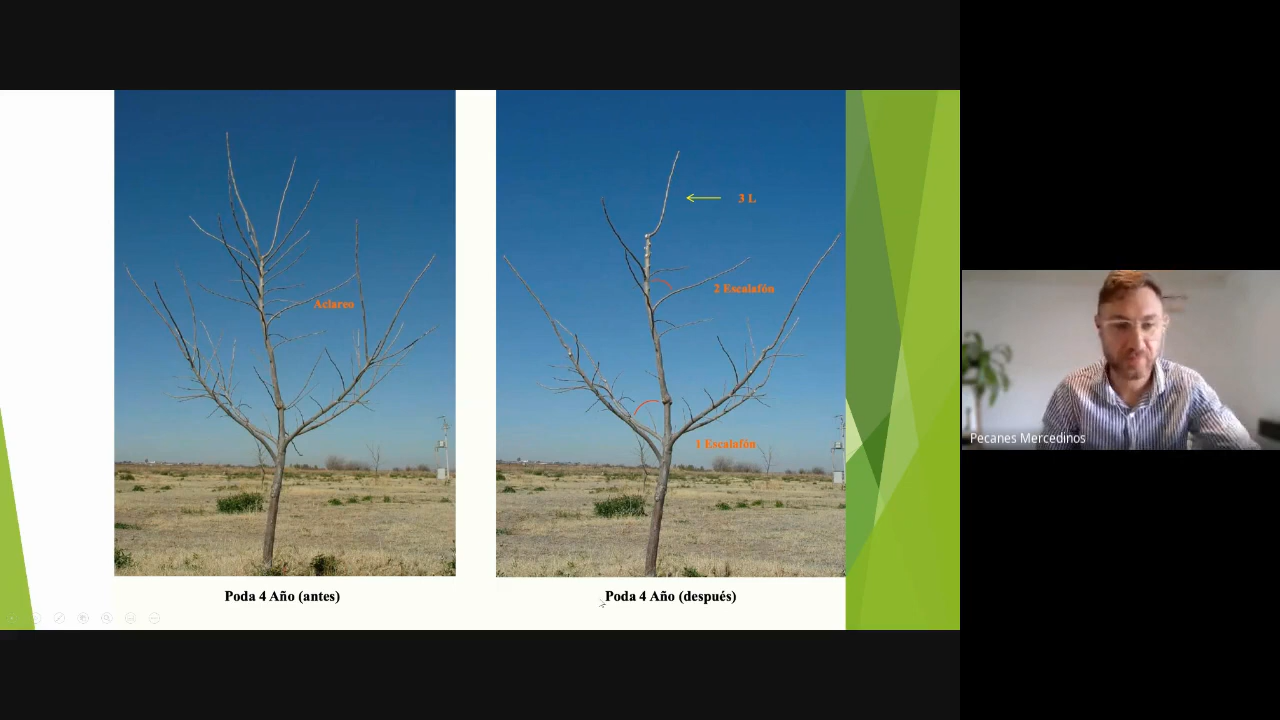 Aclareo
3 L
2 Escalafón
1 Escalafón
Poda 4 Año (antes)
Poda 4 Año (después)
Pecanes Mercedinos